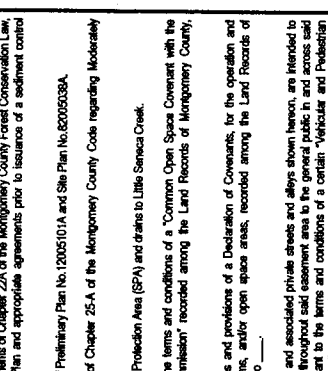 ments of Chapter 22A of the Montgomery County Forest Conservation Law,
Plan and appropriate agreements prior to issuance of a sediment control
Preliminary Plan No.12005101A and Site Plan No.82005038A.
of Chapter 25-A of the Montgomery County Code regarding Moderately
Protection Area (SPA) and drains to Little Seneca Creek.
the terms and conditions of a "Common Open Space Covenant with the
mission" recorded among the Land Records of Montgomery County,
s and provisions of a Declaration of Covenants, for the operation and
ns, and/or open space areas, recorded among the Land Records of
o ____.
and associated private streets and alleys shown hereon, are intended to
throughout said easement area to the general public in and across said
ant to the terms and conditions of a certain "Vehicular and Pedestrian